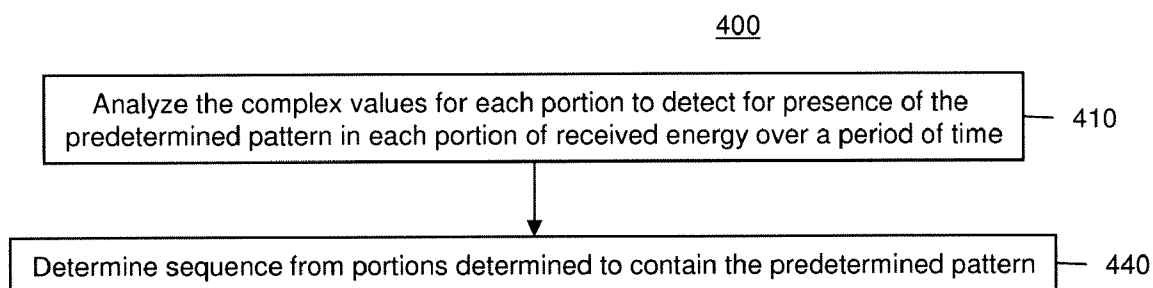 400
Analyze the complex values for each portion to detect for presence of the
predetermined pattern in each portion of received energy over a period of time
410
Determine sequence from portions determined to contain the predetermined pattern
440